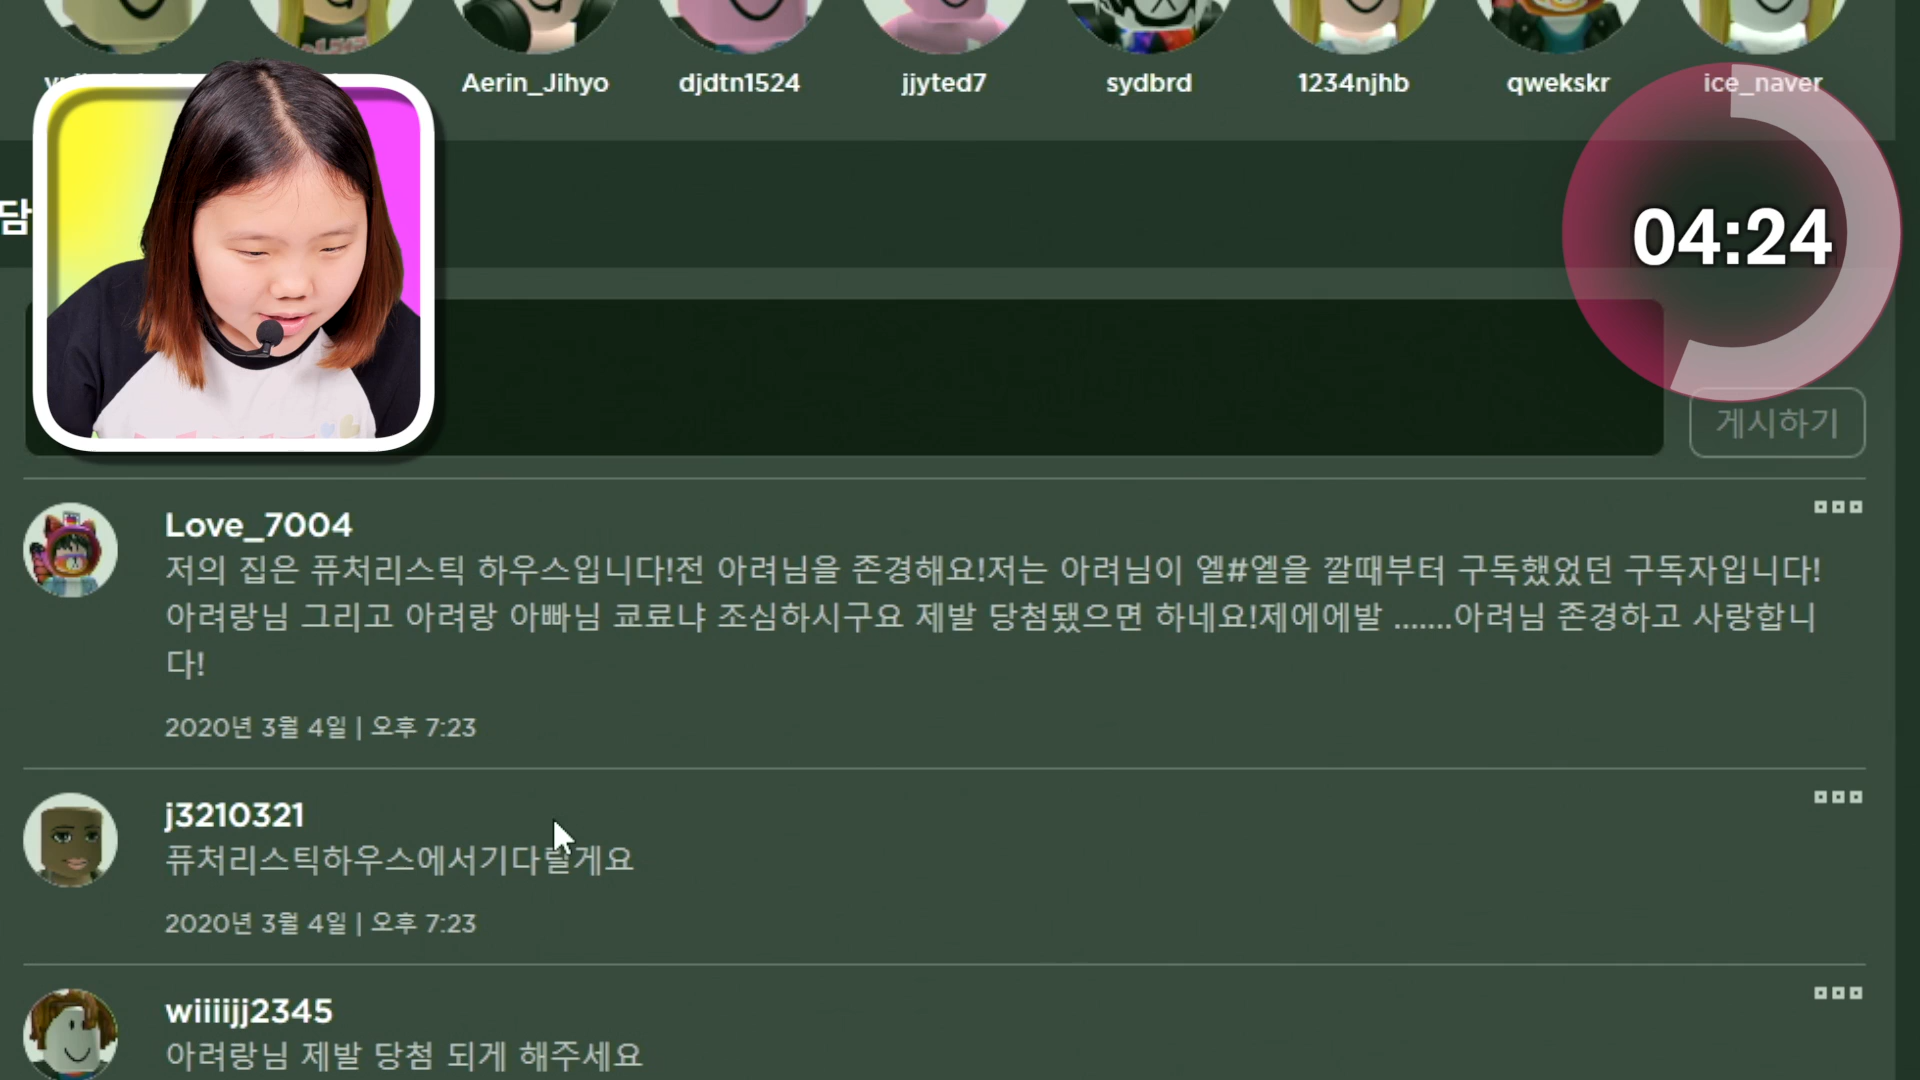 Aerin_Jihyo djdtn1524 jjyted7 sydbrd 1234njhb qwekskr ice_naver
담
04:24
게시하기
Love_7004
저의 집은 퓨처리스틱 하우스입니다!전 아려님을 존경해요!저는 아려님이 엘#엘을 깔때부터 구독했었던 구독자입니다!
아려랑님 그리고 아려랑 아빠님 쿄료냐 조심하시구요 제발 당첨됐으면 하네요!제에에발 .......아려님 존경하고 사랑합니
다!
2020년 3월 4일 | 오후 7:23
j3210321
퓨처리스틱하우스에서기다릴게요
2020년 3월 4일 | 오후 7:23
wiiiijj2345
아려랑님 제발 당첨 되게 해주세요